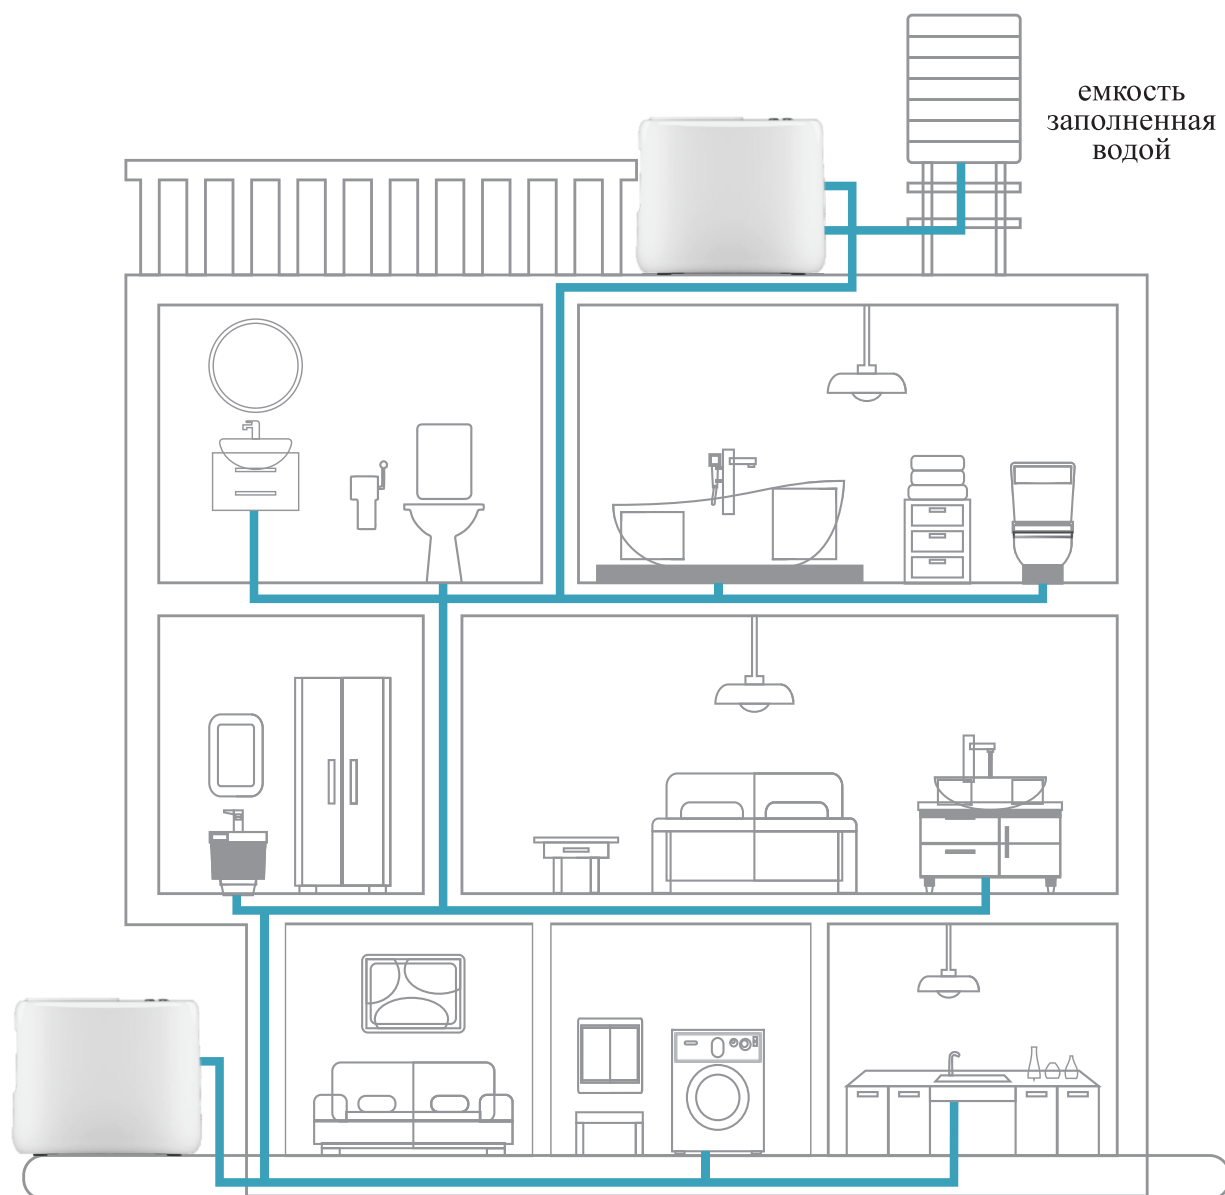 емкость
заполненная
водой